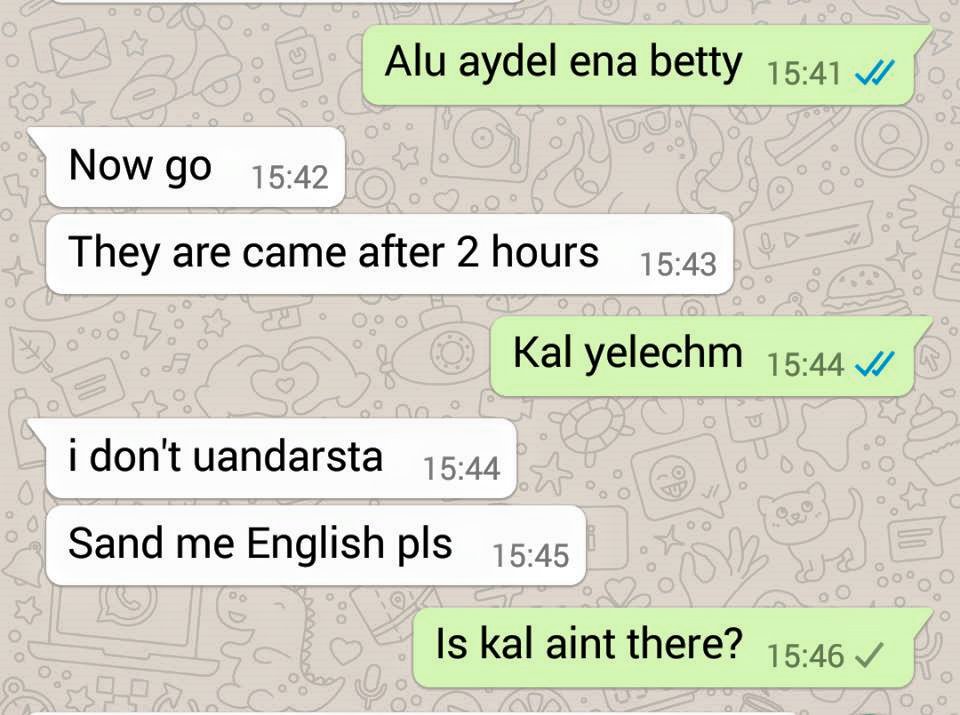 Alu aydel ena betty 15:41
Now go 15:42
They are came after 2 hours 15:43
Kal yelechm 15:44
i don't uandarsta 15:44
Sand me English pls 15:45
Is kal aint there? 15:46